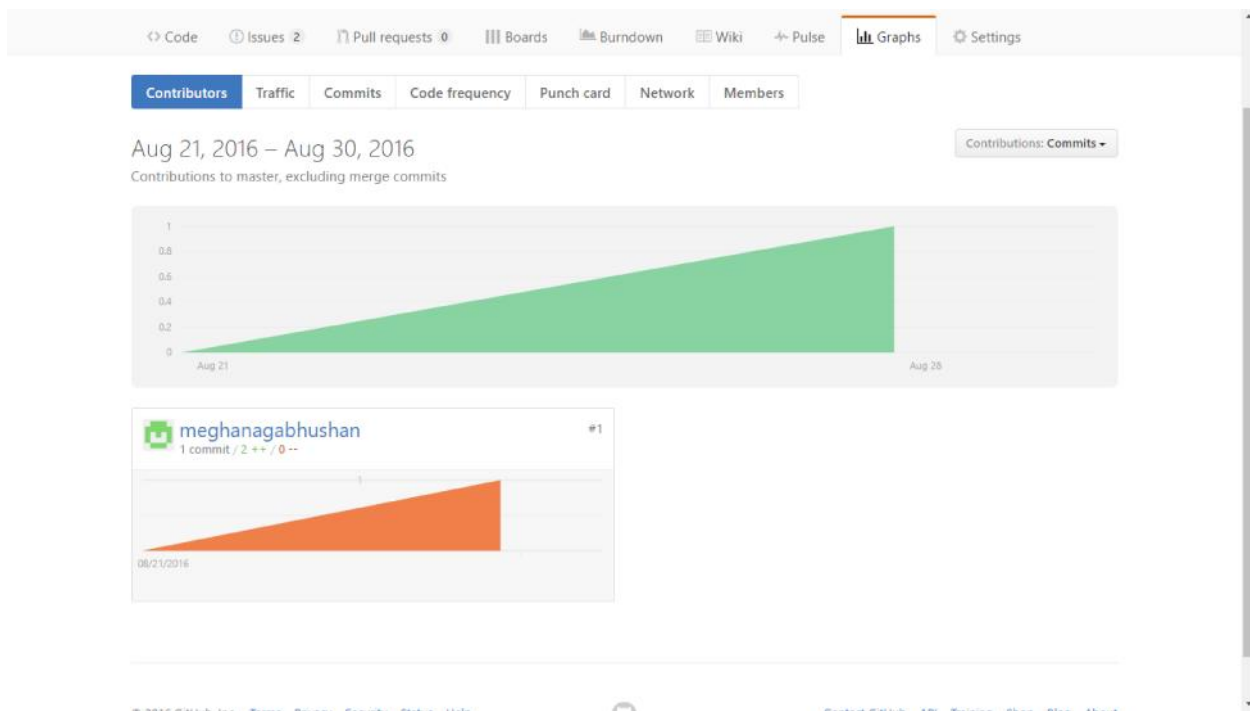 Code Issues 2 Pull requests 0 Boards Burndown Wiki Pulse Graphs Settings
Contributors Traffic Commits Code frequency Punch card Network Members
Aug 21, 2016 – Aug 30, 2016
Contributions: Commits
Contributions to master, excluding merge commits
1
0.8
0.6
0.4
0.2
0
Aug 21 Aug 28
meghanagabhushan #1
1 commit / 2 ++ / 0 --
1
08/21/2016